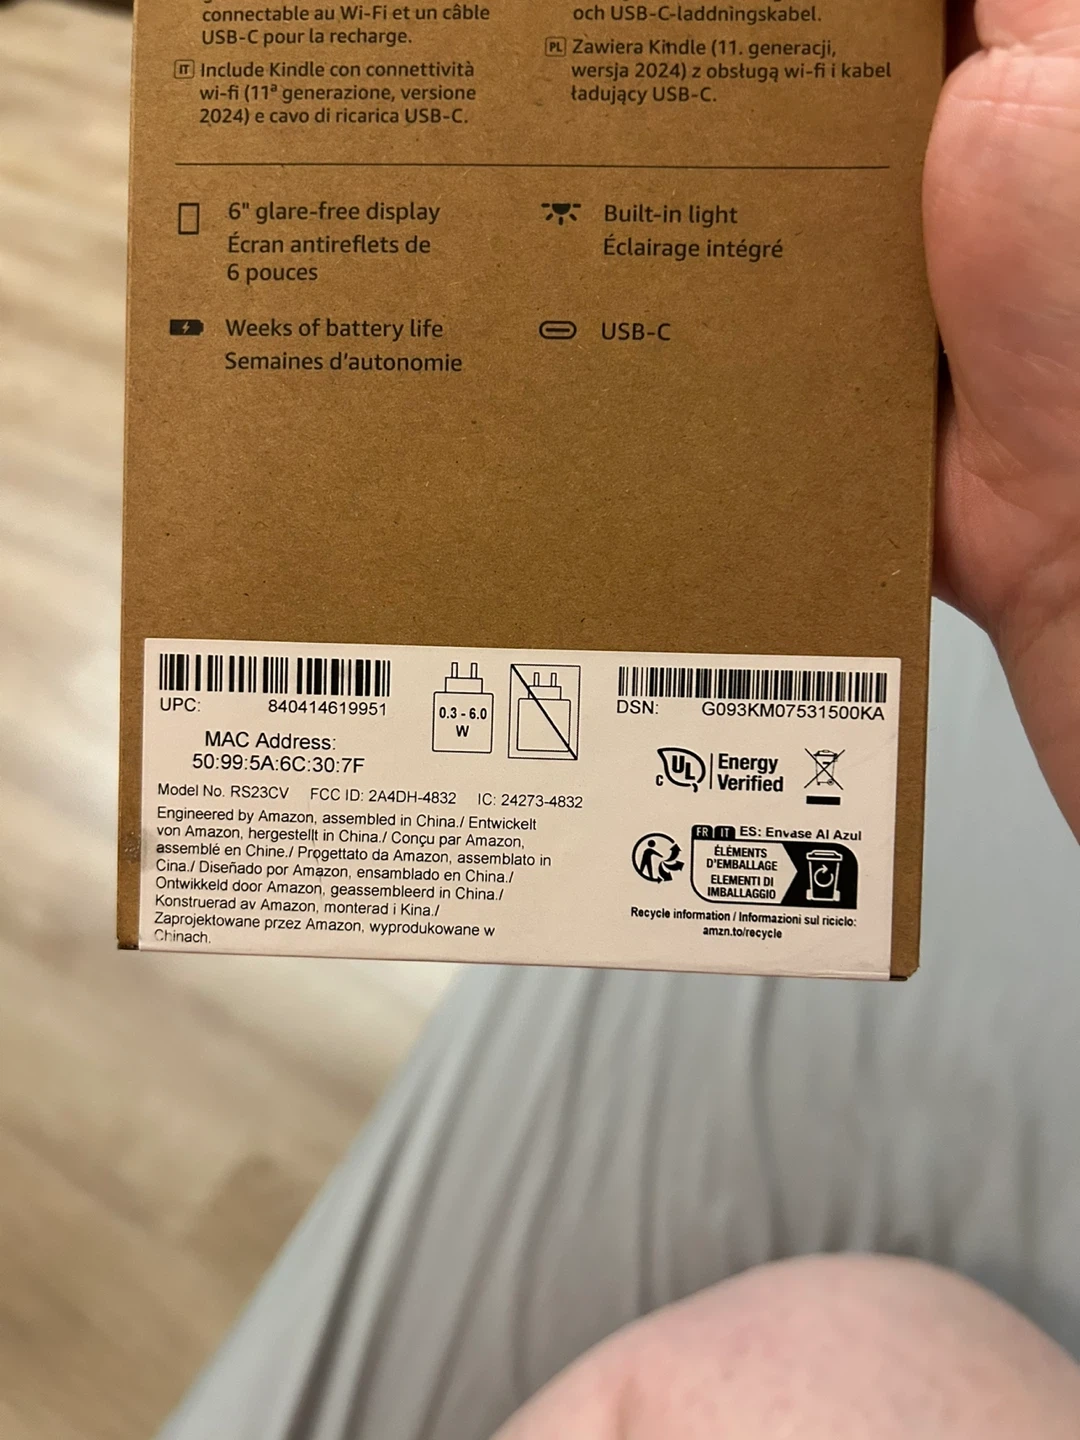 connectable au Wi-Fi et un câble
USB-C pour la recharge.
IT Include Kindle con connettività
wi-fi (11ª generazione, versione
2024) e cavo di ricarica USB-C.
och USB-C-laddningskabel.
PL Zawiera Kindle (11. generacji,
wersja 2024) z obsługą wi-fi i kabel
ładujący USB-C.
6" glare-free display
Écran antireflets de
6 pouces
Built-in light
Éclairage intégré
Weeks of battery life
Semaines d'autonomie
USB-C
UPC: 840414619951
MAC Address:
50:99:5A:6C:30:7F
0.3 - 6.0
W
DSN: G093KM07531500KA
Model No. RS23CV FCC ID: 2A4DH-4832 IC: 24273-4832
Engineered by Amazon, assembled in China./ Entwickelt
von Amazon, hergestellt in China./ Conçu par Amazon,
assemblé en Chine./ Progettato da Amazon, assemblato in
Cina./ Diseñado por Amazon, ensamblado en China./
Ontwikkeld door Amazon, geassembleerd in China./
Konstruerad av Amazon, monterad i Kina./
Zaprojektowane przez Amazon, wyprodukowane w
Chinach.
C UL Energy
Verified
FR IT ES: Envase Al Azul
ÉLÉMENTS
D'EMBALLAGE
ELEMENTI DI
IMBALLAGGIO
Recycle information / Informazioni sul riciclo:
amzn.to/recycle